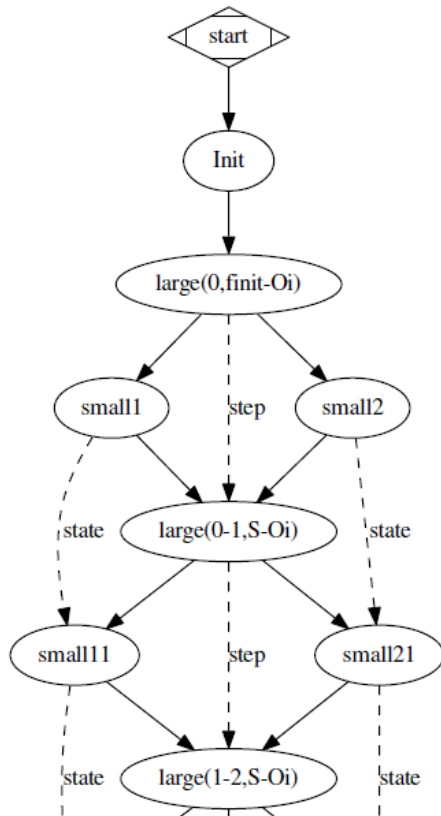 start
Init
large(0,finit-Oi)
small1
step
small2
state
large(0-1,S-Oi)
state
small11
step
small21
state
large(1-2,S-Oi)
state